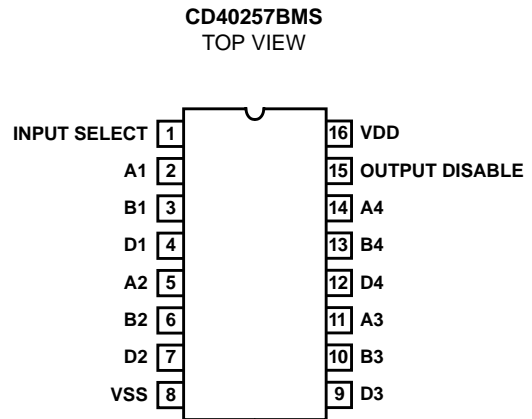 CD40257BMS
TOP VIEW
INPUT SELECT 1 16 VDD
A1 2 15 OUTPUT DISABLE
B1 3 14 A4
D1 4 13 B4
A2 5 12 D4
B2 6 11 A3
D2 7 10 B3
VSS 8 9 D3